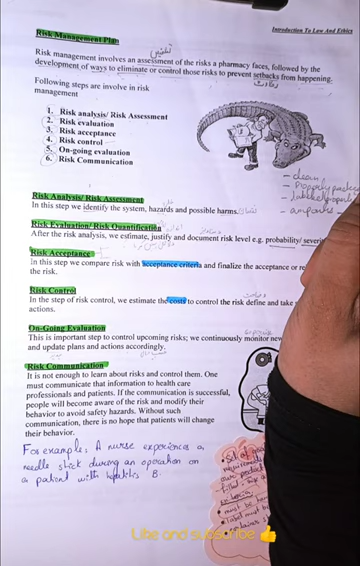 Introduction To Law And Ethics
Risk Management Plan
Risk management involves an assessment of the risks a pharmacy faces, followed by the
development of ways to eliminate or control those risks to prevent setbacks from happening.
Following steps are involve in risk
management
1. Risk analysis/ Risk Assessment
2. Risk evaluation
3. Risk acceptance
4. Risk control
5. On-going evaluation
6. Risk Communication
- clean
- Properly
- labelled
Risk Analysis/ Risk Assessment
In this step we identify the system, hazards and possible harms.
Risk Evaluation/ Risk Quantification
After the risk analysis, we estimate, justify and document risk level e.g. probability/
Risk Acceptance
In this step we compare risk with acceptance criteria and finalize the acceptance or
the risk.
Risk Control
In the step of risk control, we estimate the costs to control the risk define and take
actions.
On-Going Evaluation
This is important step to control upcoming risks; we continuously monitor
and update plans and actions accordingly.
Risk Communication
It is not enough to learn about risks and control them. One
must communicate that information to health care
professionals and patients. If the communication is successful,
people will become aware of the risk and modify their
behavior to avoid safety hazards. Without such
communication, there is no hope that patients will change
their behavior.
For example: A nurse experiences a
needle stick during an operation on
a patient with hepatitis B.
Set of
must be
label must
Like and subscribe 👍